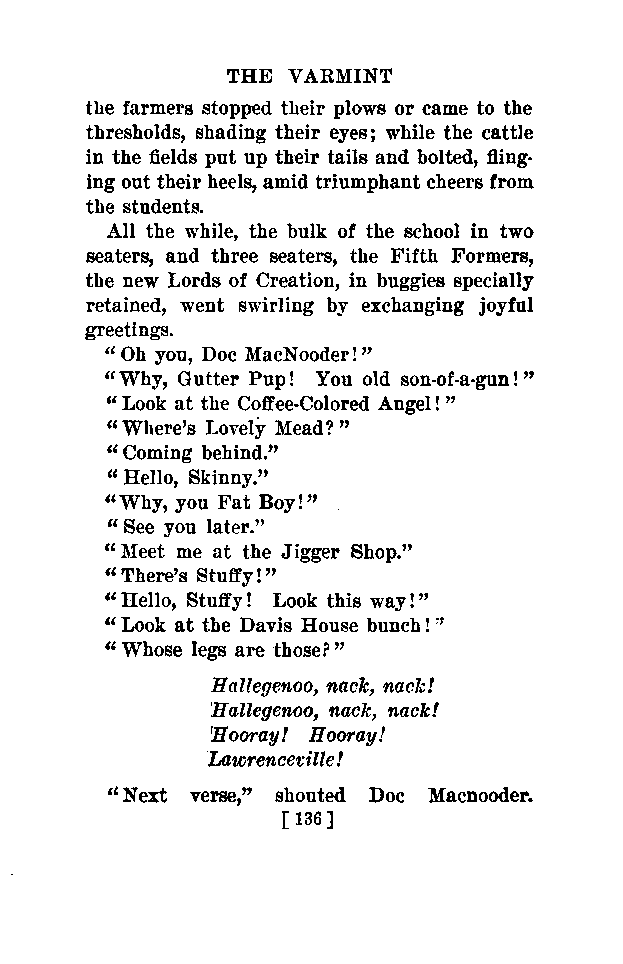 THE VARMINT
the farmers stopped their plows or came to the
thresholds, shading their eyes; while the cattle
in the fields put up their tails and bolted, fling-
ing out their heels, amid triumphant cheers from
the students.
All the while, the bulk of the school in two
seaters, and three seaters, the Fifth Formers,
the new Lords of Creation, in buggies specially
retained, went swirling by exchanging joyful
greetings.
"Oh you, Doc MacNooder!"
"Why, Gutter Pup! You old son-of-a-gun!"
"Look at the Coffee-Colored Angel!"
"Where's Lovely Mead?"
"Coming behind."
"Hello, Skinny."
"Why, you Fat Boy!"
"See you later."
"Meet me at the Jigger Shop."
"There's Stuffy!"
"Hello, Stuffy! Look this way!"
"Look at the Davis House bunch!"
"Whose legs are those?"
Hallegenoo, nack, nack!
Hallegenoo, nack, nack!
Hooray! Hooray!
Lawrenceville!
"Next verse," shouted Doc Macnooder.
[136]